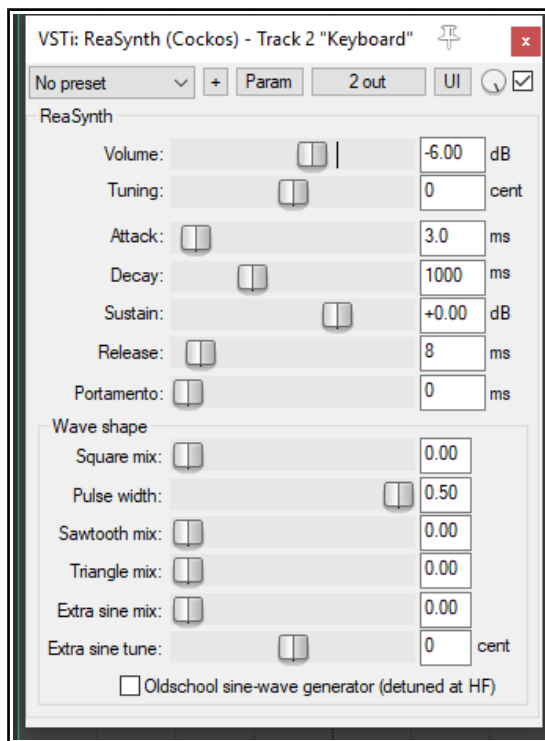 VSTi: ReaSynth (Cockos) - Track 2 "Keyboard" x
No preset + Param 2 out UI
ReaSynth
Volume: -6.00 dB
Tuning: 0 cent
Attack: 3.0 ms
Decay: 1000 ms
Sustain: +0.00 dB
Release: 8 ms
Portamento: 0 ms
Wave shape
Square mix: 0.00
Pulse width: 0.50
Sawtooth mix: 0.00
Triangle mix: 0.00
Extra sine mix: 0.00
Extra sine tune: 0 cent
Oldschool sine-wave generator (detuned at HF)